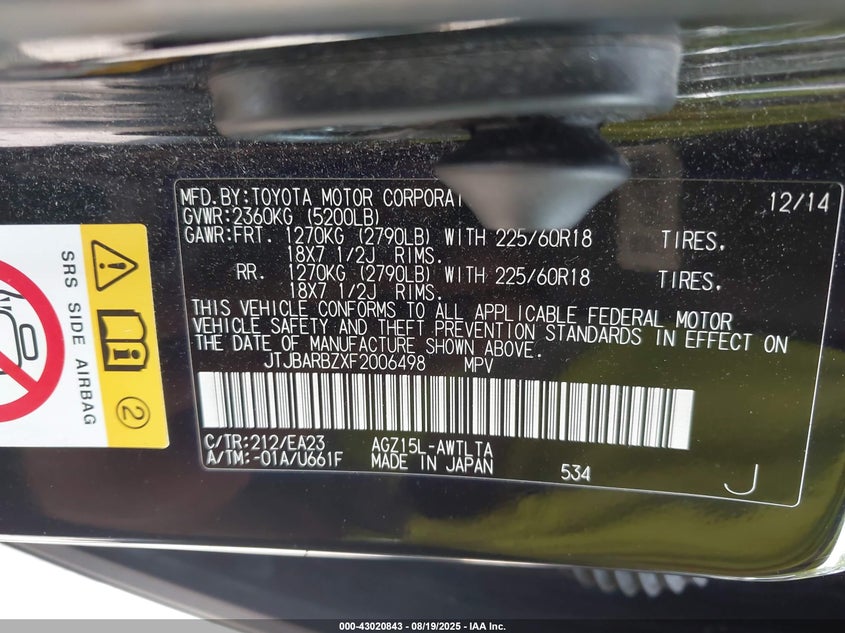 MFD.BY:TOYOTA MOTOR CORPORAT 12/14
GVWR:2360KG (5200LB)
GAWR:FRT. 1270KG (2790LB) WITH 225/60R18 TIRES.
18X7 1/2J RIMS.
RR. 1270KG (2790LB) WITH 225/60R18 TIRES.
18X7 1/2J RIMS.
THIS VEHICLE CONFORMS TO ALL APPLICABLE FEDERAL MOTOR
VEHICLE SAFETY AND THEFT PREVENTION STANDARDS IN EFFECT ON
THE DATE OF MANUFACTURE SHOWN ABOVE.
JTJBARBZXF2006498 MPV
C/TR:212/EA23 AGZ15L-AWTLTA
A/TM:-01A/U661F MADE IN JAPAN 534 J
SRS SIDE AIRBAG
2
000-43020843 - 08/19/2025 - IAA Inc.